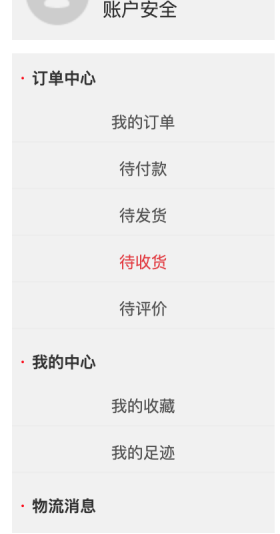 账户安全
· 订单中心
我的订单
待付款
待发货
待收货
待评价
· 我的中心
我的收藏
我的足迹
· 物流消息